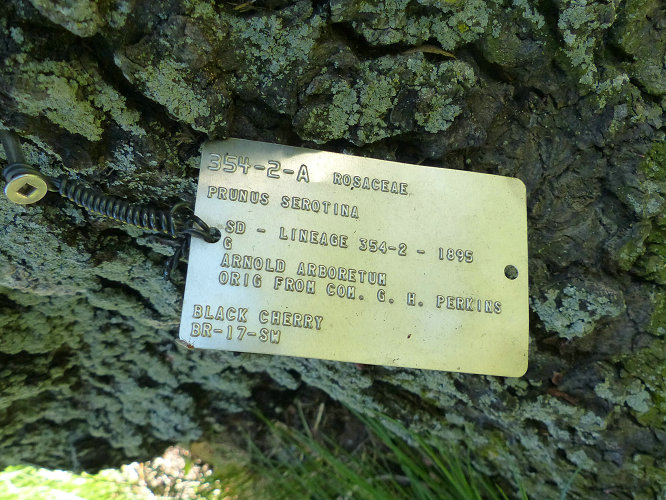 354-2-A ROSACEAE
PRUNUS SEROTINA
SD - LINEAGE 354-2 - 1895
G
ARNOLD ARBORETUM
ORIG FROM COM. G. H. PERKINS
BLACK CHERRY
BR-17-SW